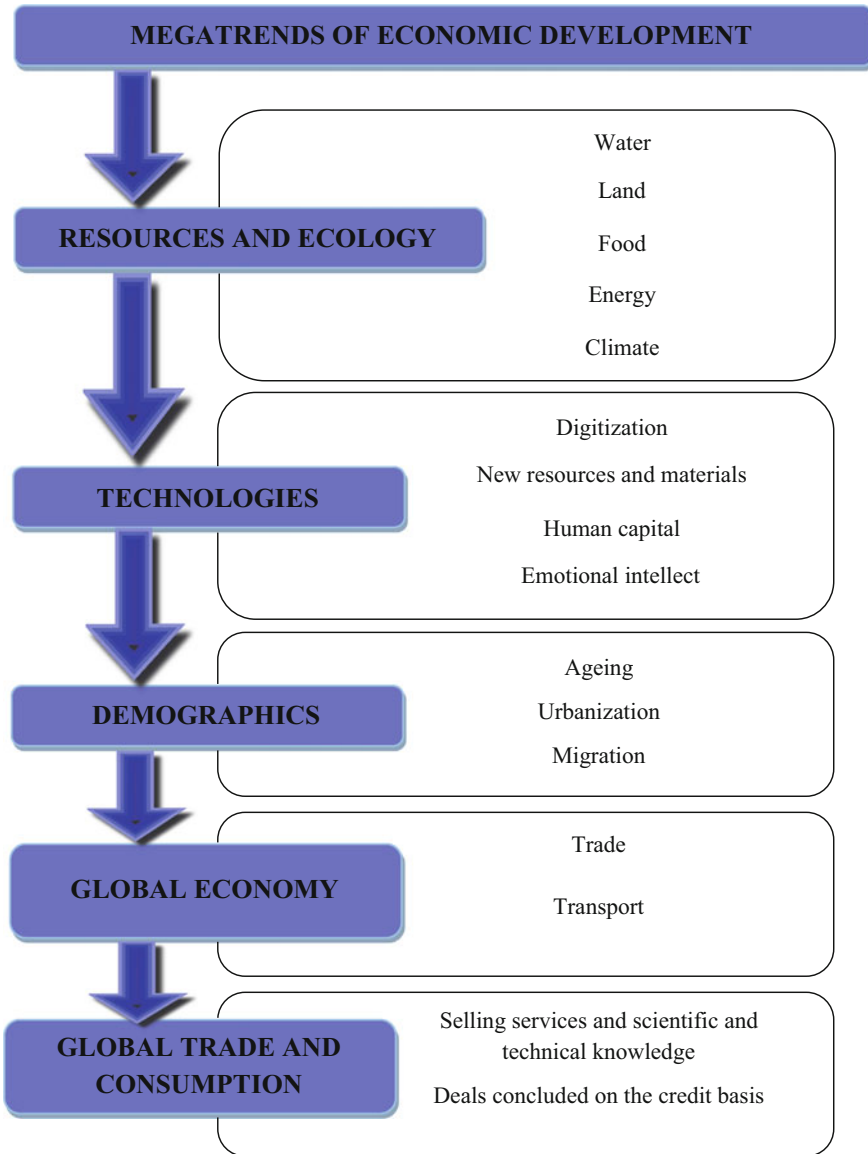 MEGATRENDS OF ECONOMIC DEVELOPMENT
RESOURCES AND ECOLOGY
Water
Land
Food
Energy
Climate
TECHNOLOGIES
Digitization
New resources and materials
Human capital
Emotional intellect
DEMOGRAPHICS
Ageing
Urbanization
Migration
GLOBAL ECONOMY
Trade
Transport
GLOBAL TRADE AND
CONSUMPTION
Selling services and scientific and
technical knowledge
Deals concluded on the credit basis